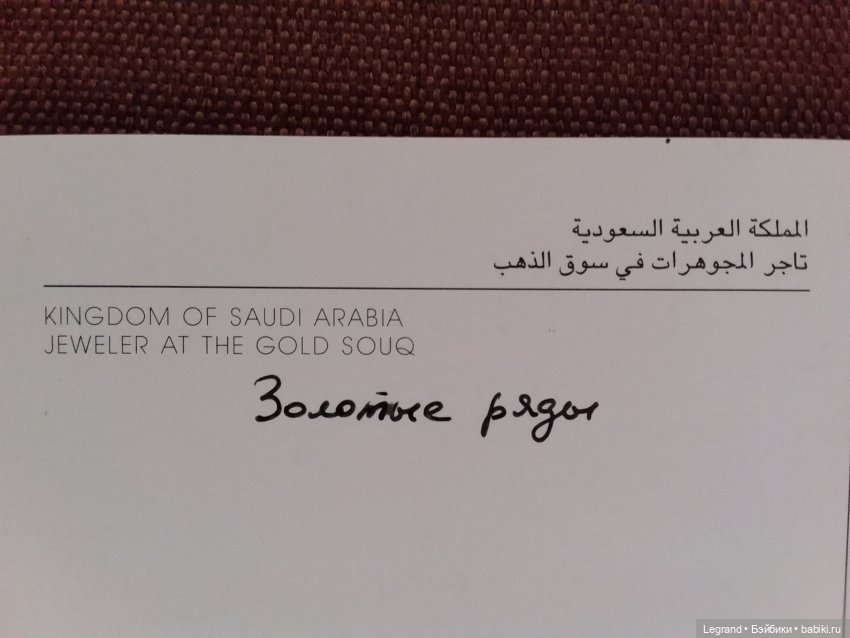 المملكة العربية السعودية
تاجر المجوهرات في سوق الذهب
KINGDOM OF SAUDI ARABIA
JEWELER AT THE GOLD SOUQ
Золотые ряды
Legrand • Бэйбики • babiki.ru